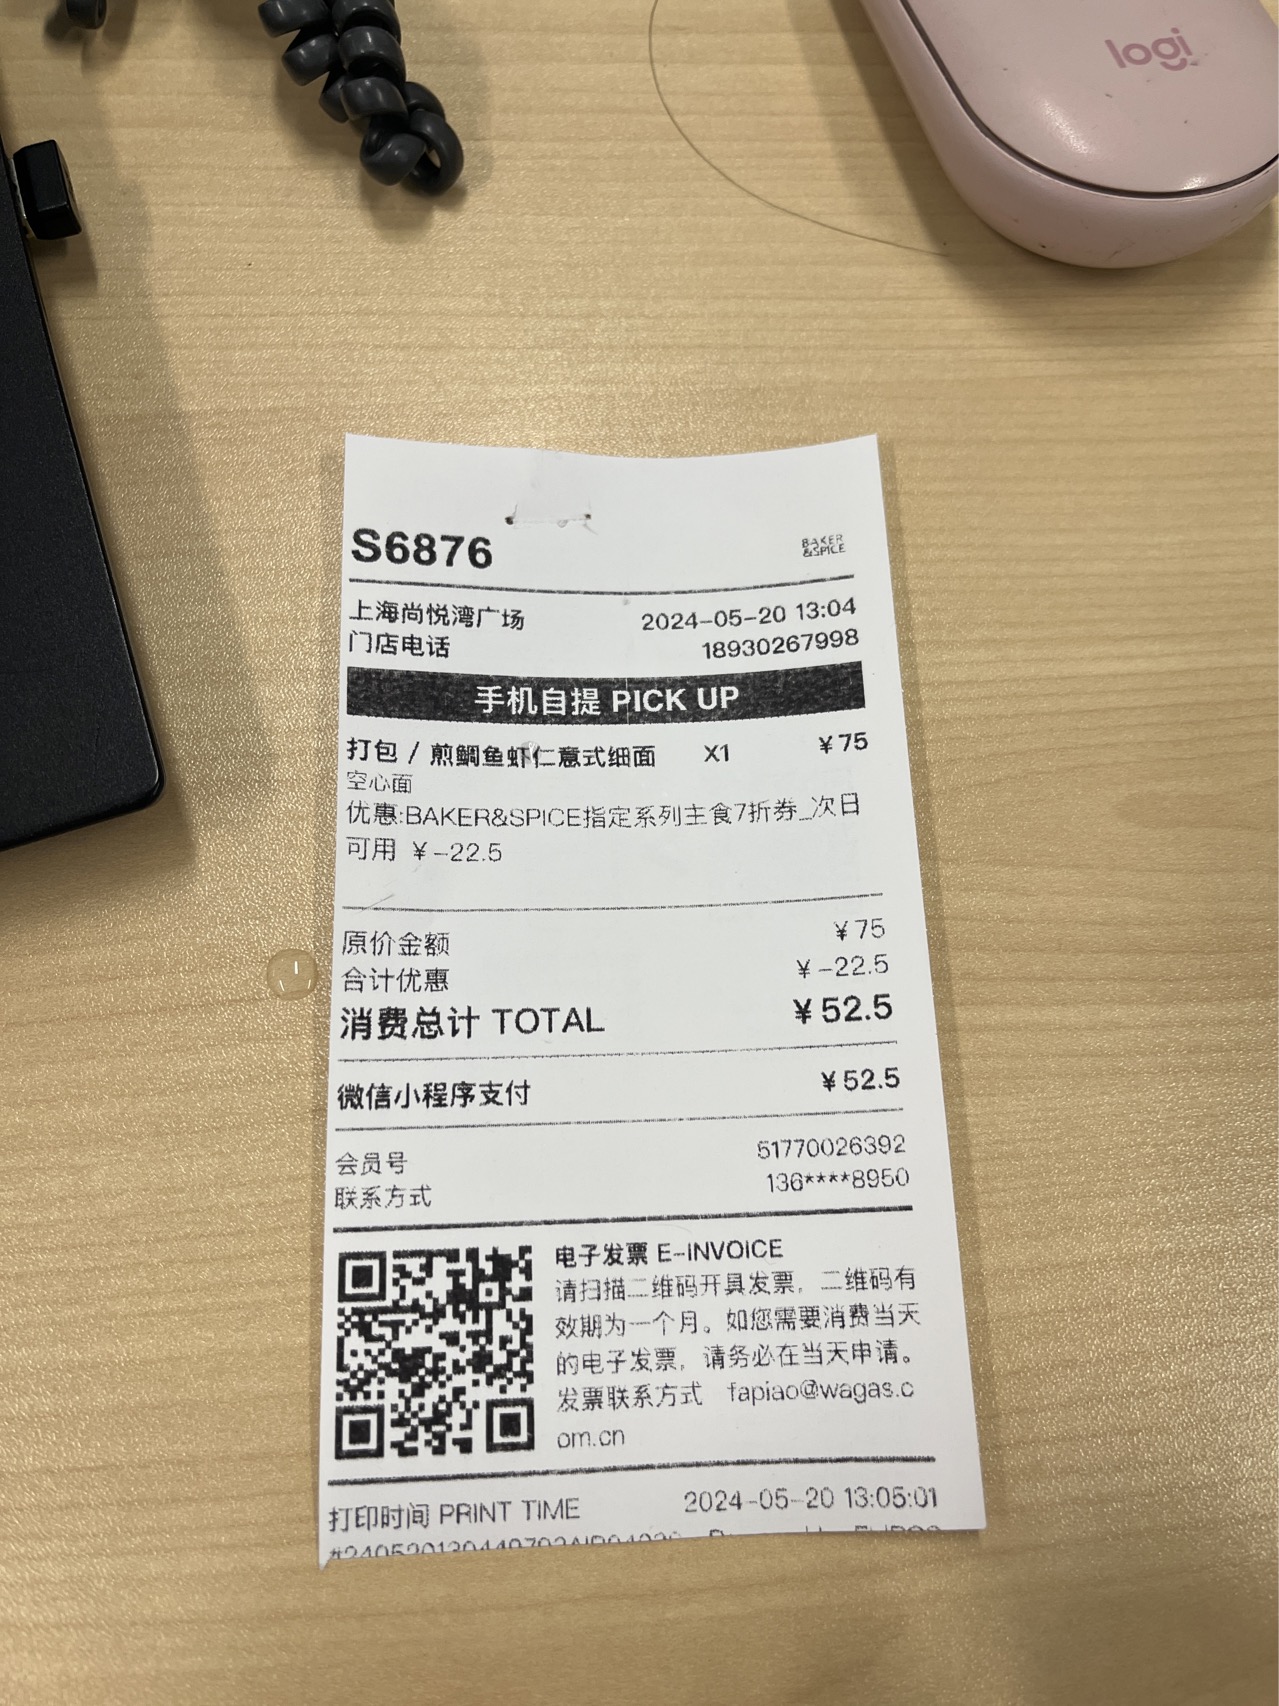 logi
S6876
BAKER
&SPICE
上海尚悦湾广场 2024-05-20 13:04
门店电话 18930267998
手机自提 PICK UP
打包 / 煎鲷鱼虾仁意式细面 X1 ¥75
空心面
优惠:BAKER&SPICE指定系列主食7折券_次日
可用 ¥-22.5
原价金额 ¥75
合计优惠 ¥-22.5
消费总计 TOTAL ¥52.5
微信小程序支付 ¥52.5
会员号 51770026392
联系方式 136****8950
电子发票 E-INVOICE
请扫描二维码开具发票，二维码有
效期为一个月。如您需要消费当天
的电子发票，请务必在当天申请。
发票联系方式 fapiao@wagas.c
om.cn
打印时间 PRINT TIME 2024-05-20 13:05:01